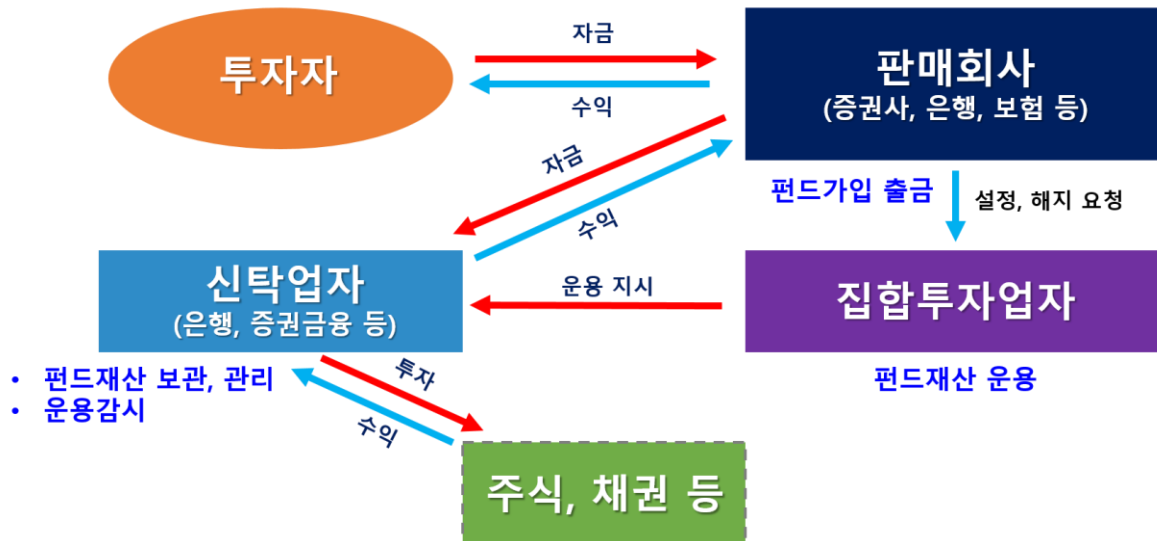 투자자
자금
수익
판매회사
(증권사, 은행, 보험 등)
자금
수익
펀드가입 출금
설정, 해지 요청
신탁업자
(은행, 증권금융 등)
운용 지시
집합투자업자
• 펀드재산 보관, 관리
• 운용감시
투자
수익
펀드재산 운용
주식, 채권 등